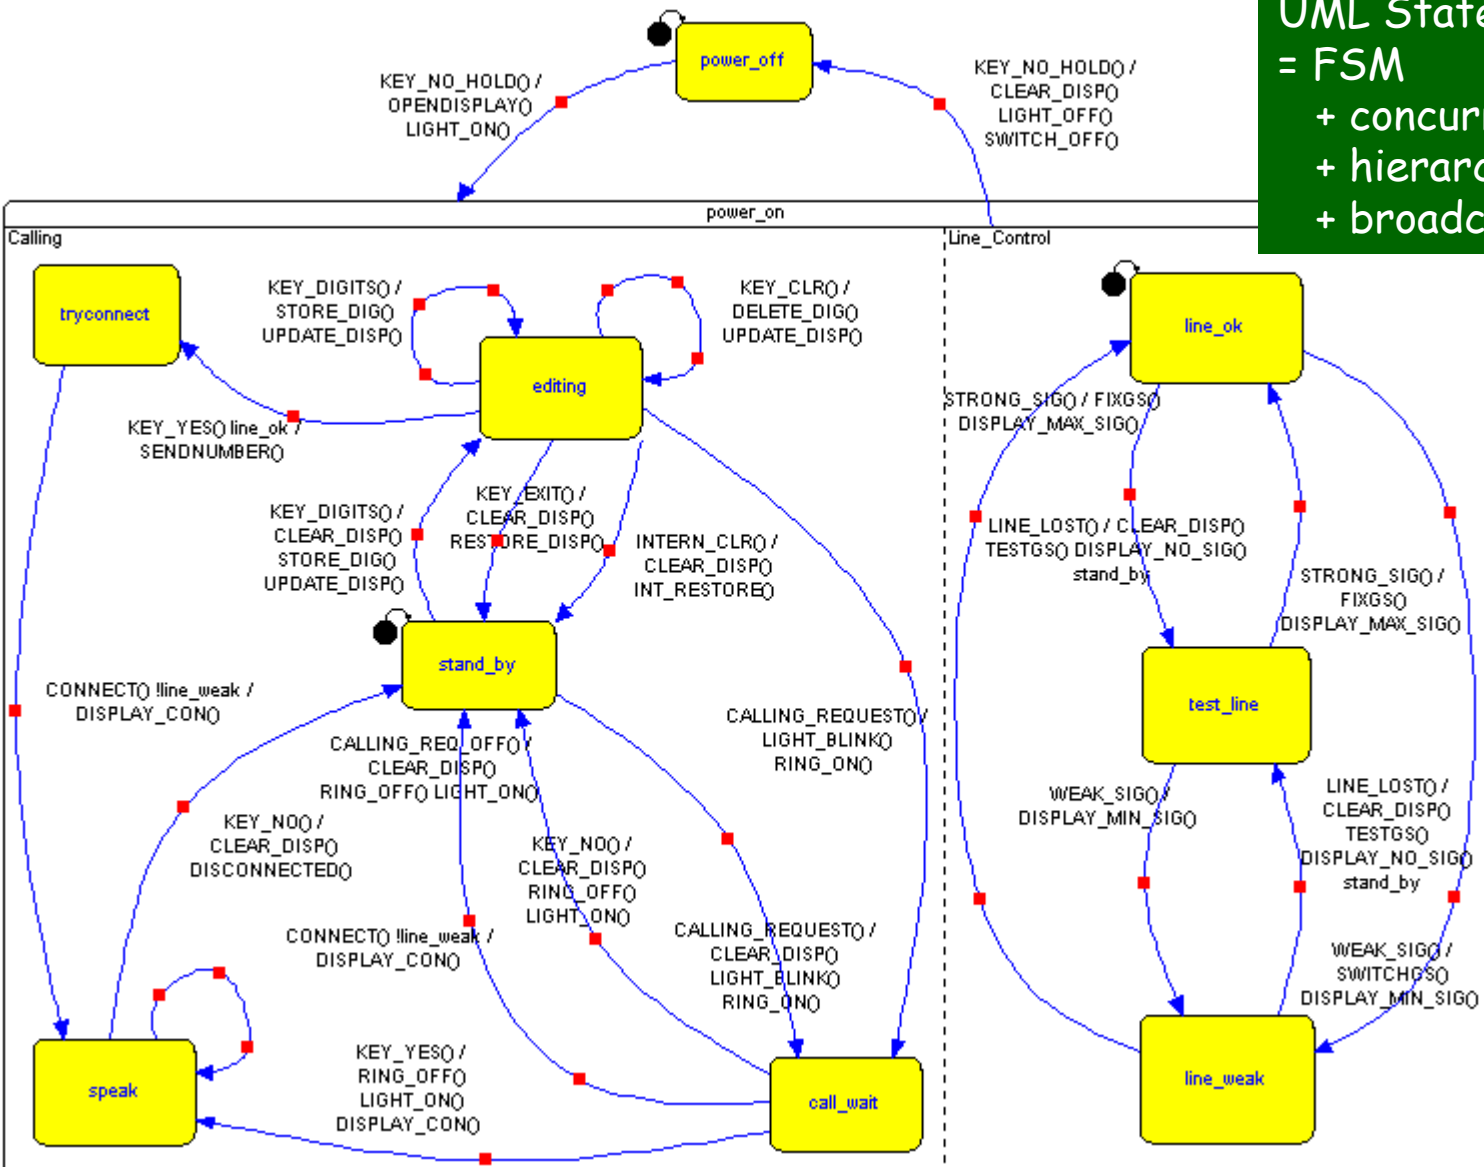 UML State
= FSM
+ concurr
+ hierarc
+ broadc
power_off
KEY_NO_HOLD() /
OPENDISPLAY()
LIGHT_ON()
KEY_NO_HOLD() /
CLEAR_DISP()
LIGHT_OFF()
SWITCH_OFF()
power_on
Calling
Line_Control
tryconnect
KEY_DIGITS() /
STORE_DIG()
UPDATE_DISP()
KEY_CLR() /
DELETE_DIG()
UPDATE_DISP()
editing
KEY_YES() line_ok /
SENDNUMBER()
KEY_DIGITS() /
CLEAR_DISP()
STORE_DIG()
UPDATE_DISP()
KEY_EXIT() /
CLEAR_DISP()
RESTORE_DISP()
INTERN_CLR() /
CLEAR_DISP()
INT_RESTORE()
stand_by
CONNECT() !line_weak /
DISPLAY_CON()
CALLING_REQ_OFF() /
CLEAR_DISP()
RING_OFF() LIGHT_ON()
CALLING_REQUEST() /
LIGHT_BLINK()
RING_ON()
KEY_NO() /
CLEAR_DISP()
DISCONNECTED()
KEY_NO() /
CLEAR_DISP()
RING_OFF()
LIGHT_ON()
CONNECT() !line_weak /
DISPLAY_CON()
CALLING_REQUEST() /
CLEAR_DISP()
LIGHT_BLINK()
RING_ON()
speak
KEY_YES() /
RING_OFF()
LIGHT_ON()
DISPLAY_CON()
call_wait
line_ok
STRONG_SIG() / FIXGS()
DISPLAY_MAX_SIG()
LINE_LOST() / CLEAR_DISP()
TESTGS() DISPLAY_NO_SIG()
stand_by
STRONG_SIG() /
FIXGS()
DISPLAY_MAX_SIG()
test_line
WEAK_SIG() /
DISPLAY_MIN_SIG()
LINE_LOST() /
CLEAR_DISP()
TESTGS()
DISPLAY_NO_SIG()
stand_by
WEAK_SIG() /
SWITCHGS()
DISPLAY_MIN_SIG()
line_weak